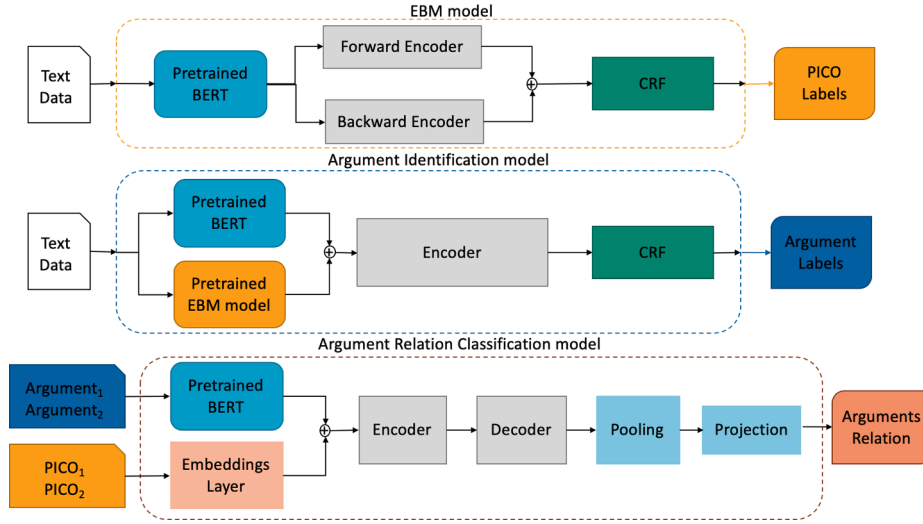 EBM model
Text
Data
Pretrained
BERT
Forward Encoder
Backward Encoder
CRF
PICO
Labels
Argument Identification model
Text
Data
Pretrained
BERT
Pretrained
EBM model
Encoder
CRF
Argument
Labels
Argument Relation Classification model
Argument₁
Argument₂
PICO₁
PICO₂
Pretrained
BERT
Embeddings
Layer
Encoder
Decoder
Pooling
Projection
Arguments
Relation